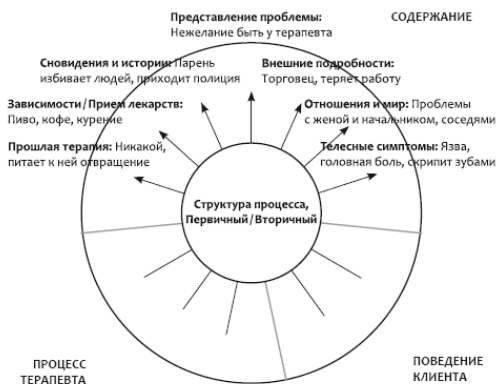 Представление проблемы:
Нежелание быть у терапевта
СОДЕРЖАНИЕ
Сновидения и истории: Парень
избивает людей, приходит полиция
Внешние подробности:
Торговец, теряет работу
Зависимости / Прием лекарств:
Пиво, кофе, курение
Отношения и мир: Проблемы
с женой и начальником, соседями
Прошлая терапия: Никакой,
питает к ней отвращение
Телесные симптомы: Язва,
головная боль, скрипит зубами
Структура процесса,
Первичный / Вторичный
ПРОЦЕСС
ТЕРАПЕВТА
ПОВЕДЕНИЕ
КЛИЕНТА